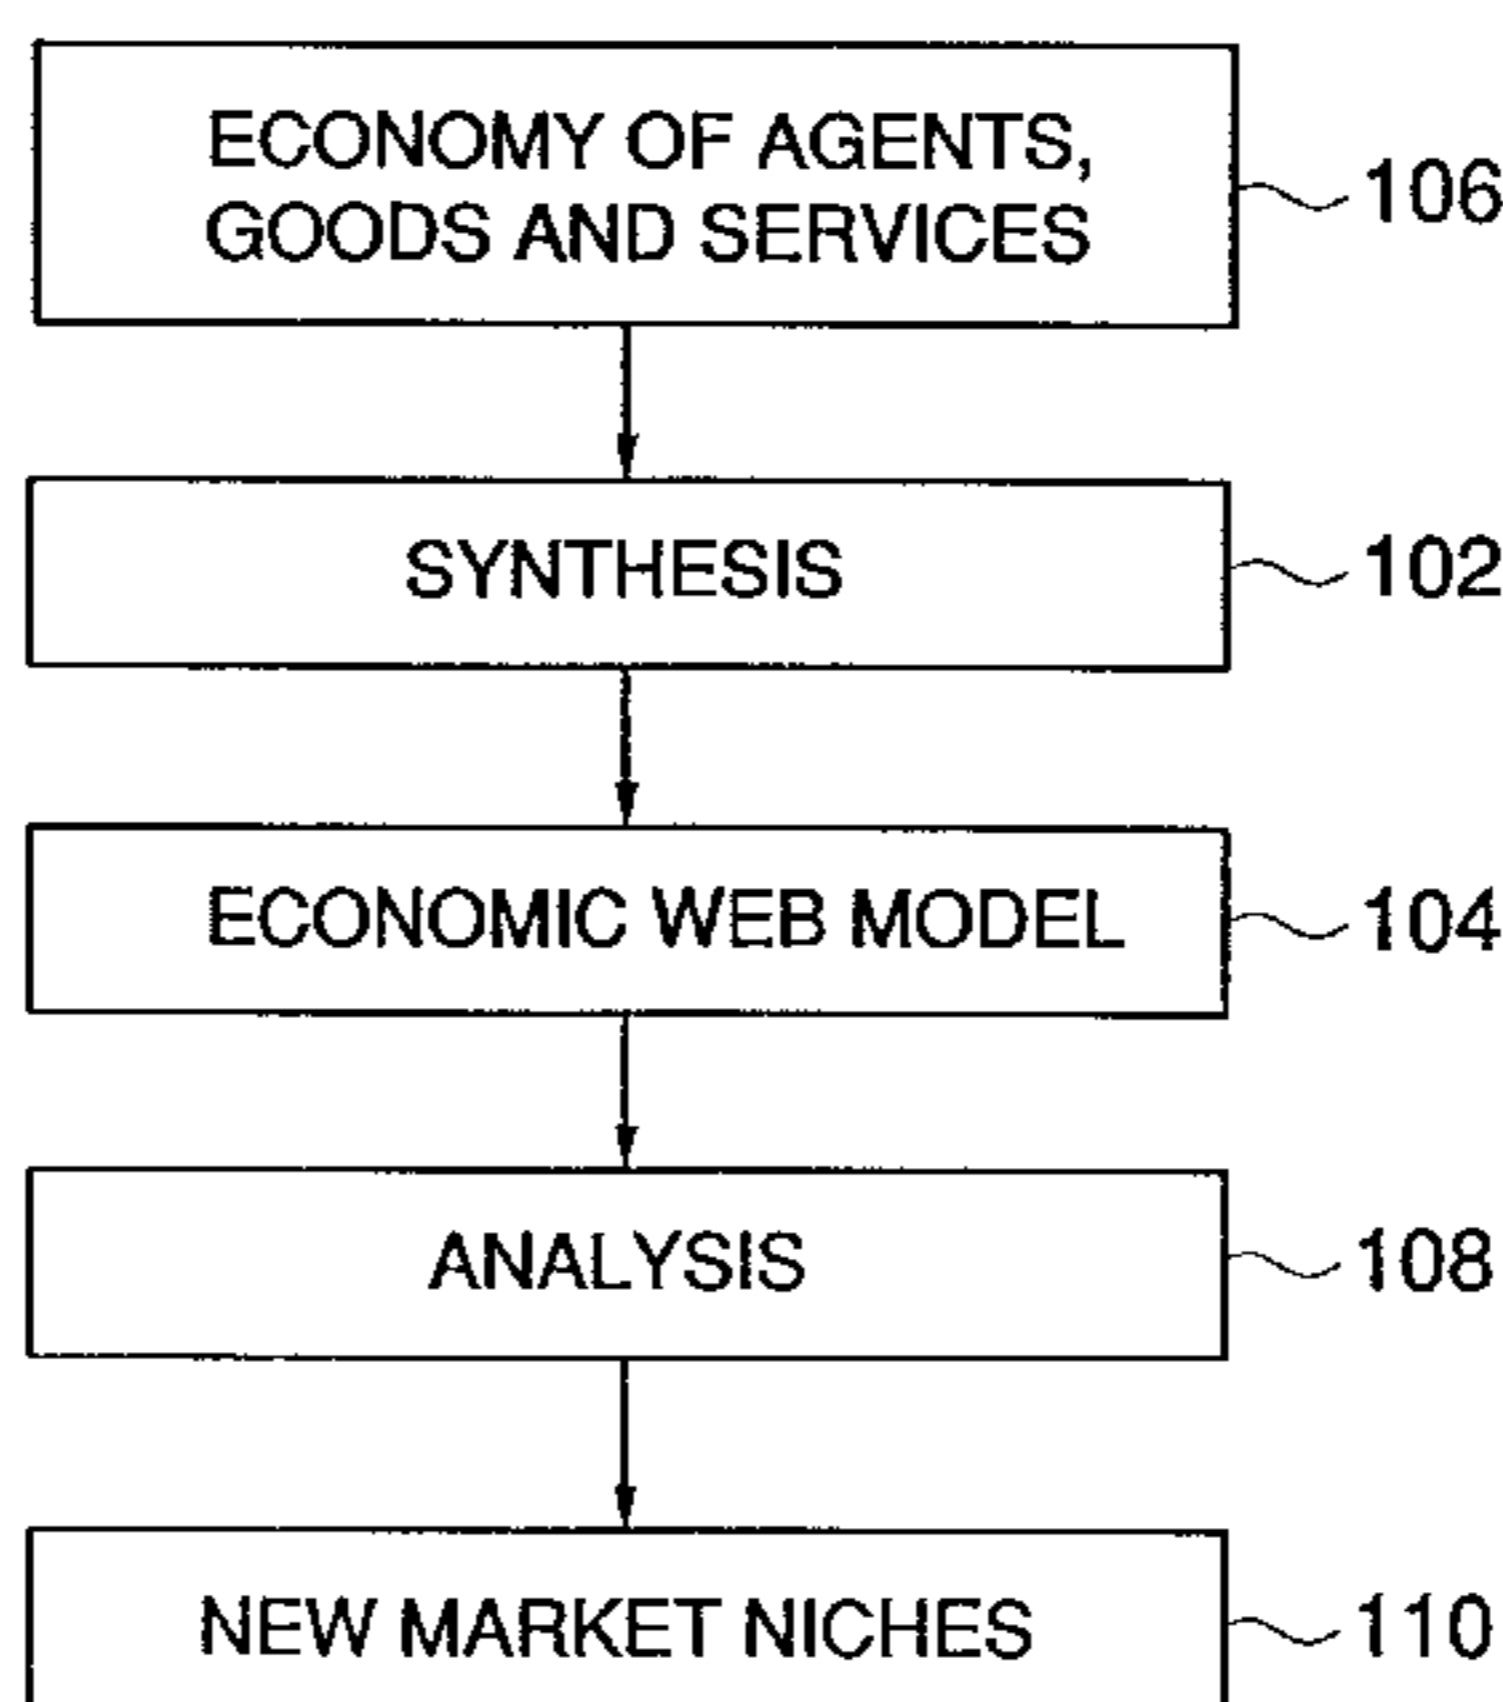 ECONOMY OF AGENTS,
GOODS AND SERVICES
106
SYNTHESIS
102
ECONOMIC WEB MODEL
104
ANALYSIS
108
NEW MARKET NICHES
110